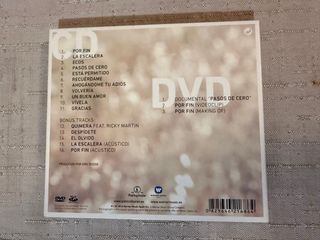 CD
1. POR FIN
2. LA ESCALERA
3. ECOS
4. PASOS DE CERO
5. ESTA PERMITIDO
6. RECUÉRDAME
7. AHOGÁNDOME TU ADIÓS
8. VOLVERÍA
9. UN BUEN AMOR
10. VÍVELA
11. GRACIAS
BONUS TRACKS
12. QUIMERA FEAT. RICKY MARTIN
13. DESPÍDETE
14. EL OLVIDO
15. LA ESCALERA (ACÚSTICO)
16. POR FIN (ACÚSTICO)
DVD
1. DOCUMENTAL "PASOS DE CERO"
2. POR FIN (VIDEOCLIP)
3. POR FIN (MAKING OF)